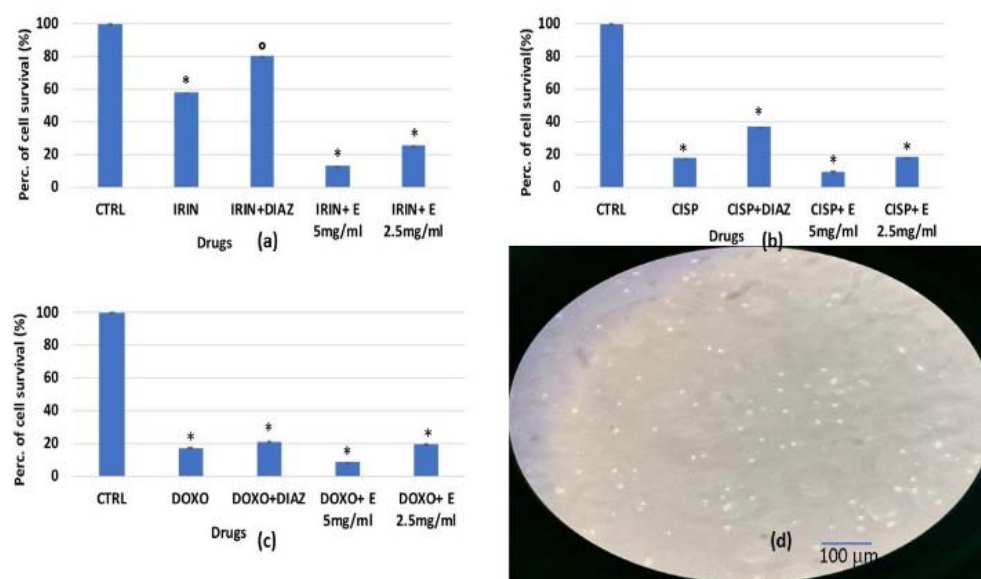 Perc. of cell survival (%)
100
80
60
40
20
0
*
o
*
*
CTRL IRIN IRIN+DIAZ IRIN+ E IRIN+ E
5mg/ml 2.5mg/ml
Drugs (a)
Perc. of cell survival(%)
100
80
60
40
20
0
*
*
*
*
CTRL CISP CISP+DIAZ CISP+ E CISP+ E
5mg/ml 2.5mg/ml
Drugs (b)
Perc. of cell survival (%)
100
80
60
40
20
0
*
*
*
*
CTRL DOXO DOXO+DIAZ DOXO+ E DOXO+ E
5mg/ml 2.5mg/ml
Drugs (c)
(d)
100 μm